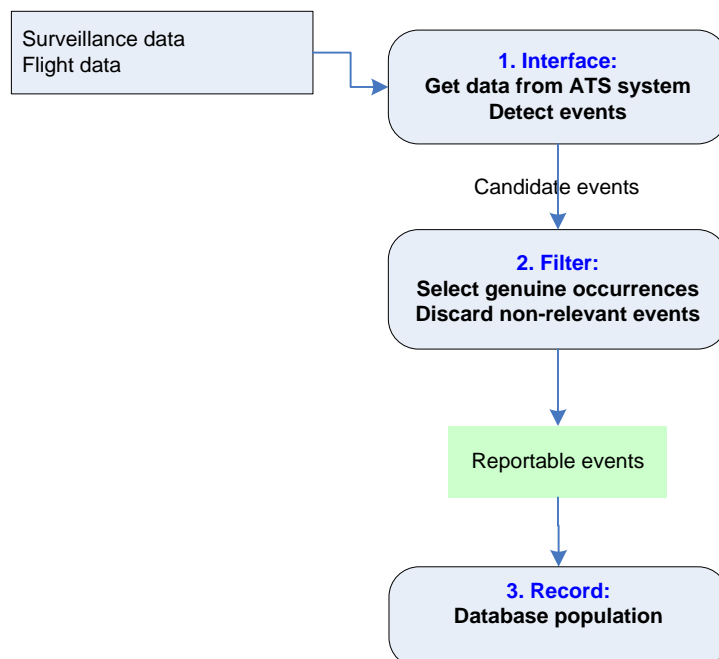 Surveillance data
Flight data
1. Interface:
Get data from ATS system
Detect events
Candidate events
2. Filter:
Select genuine occurrences
Discard non-relevant events
Reportable events
3. Record:
Database population